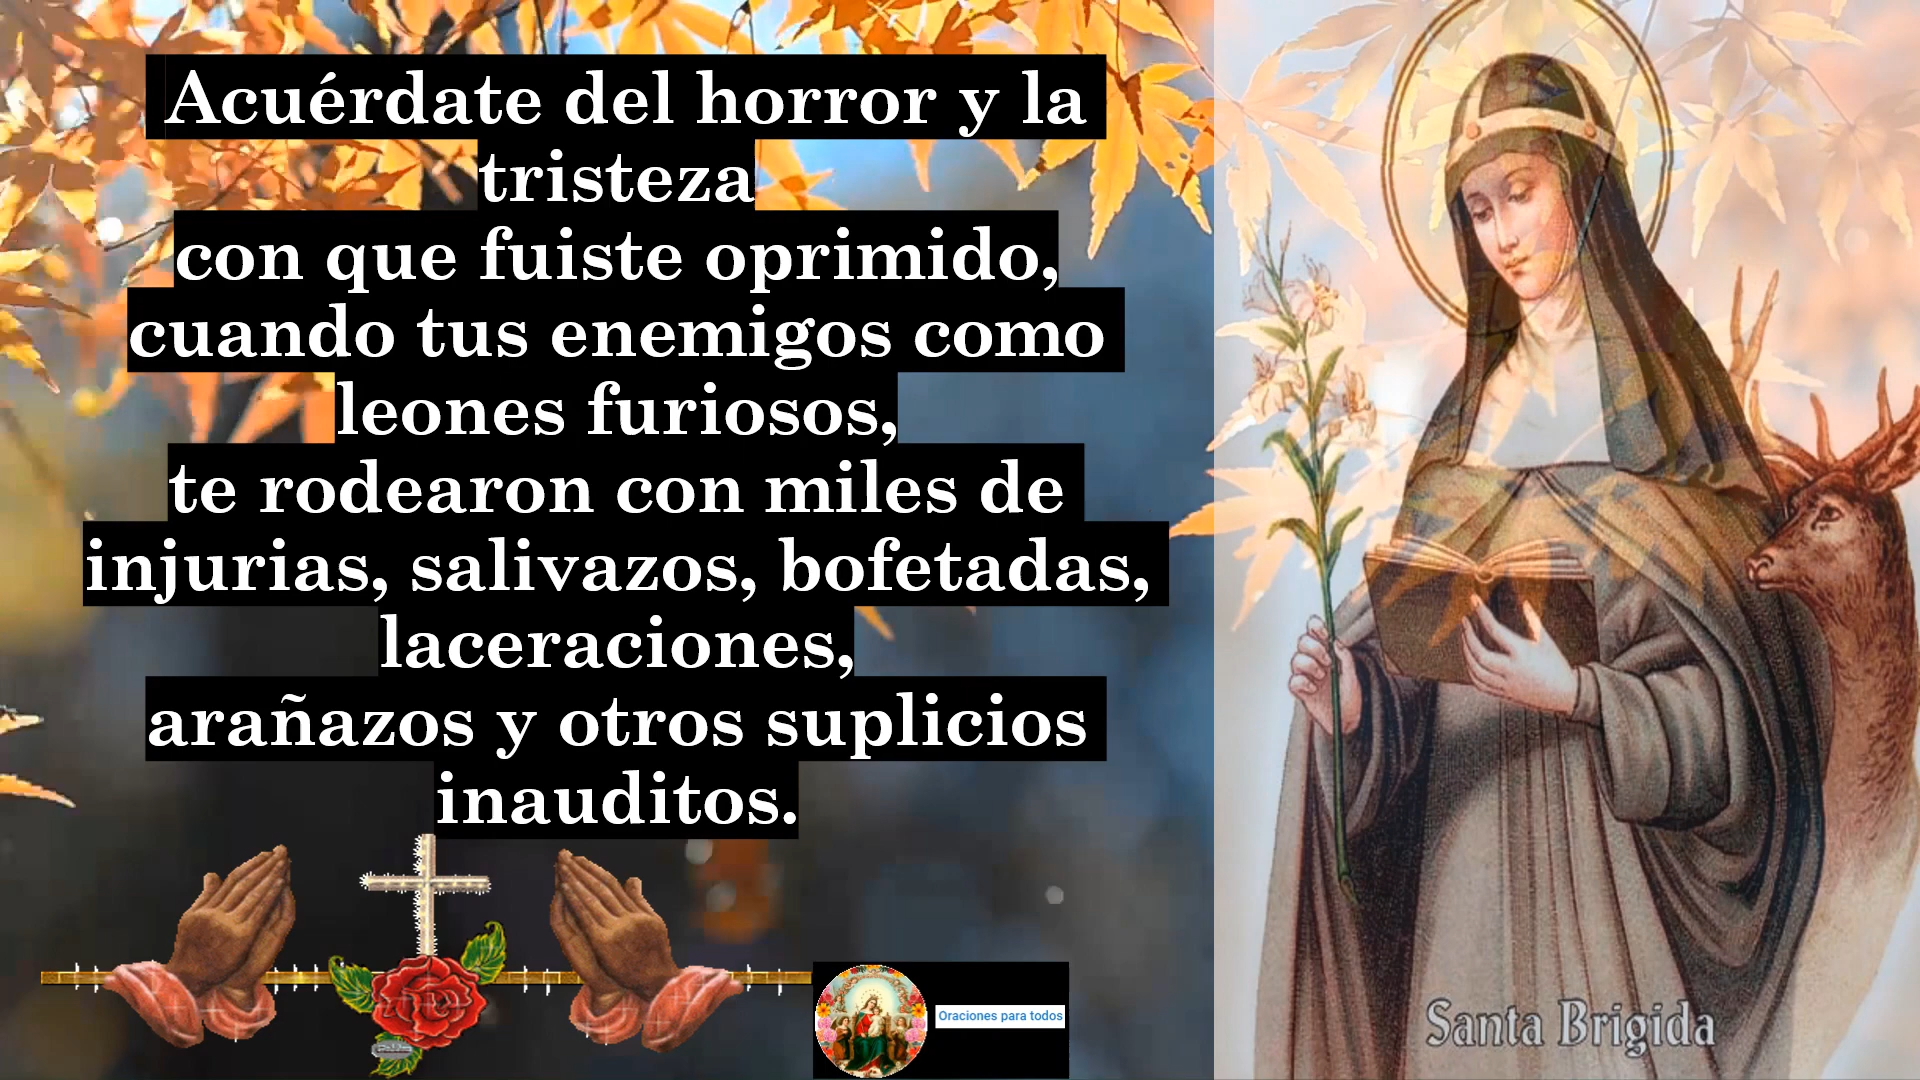 Acuérdate del horror y la
tristeza
con que fuiste oprimido,
cuando tus enemigos como
leones furiosos,
te rodearon con miles de
injurias, salivazos, bofetadas,
laceraciones,
arañazos y otros suplicios
inauditos.
Oraciones para todos
Santa Brigida